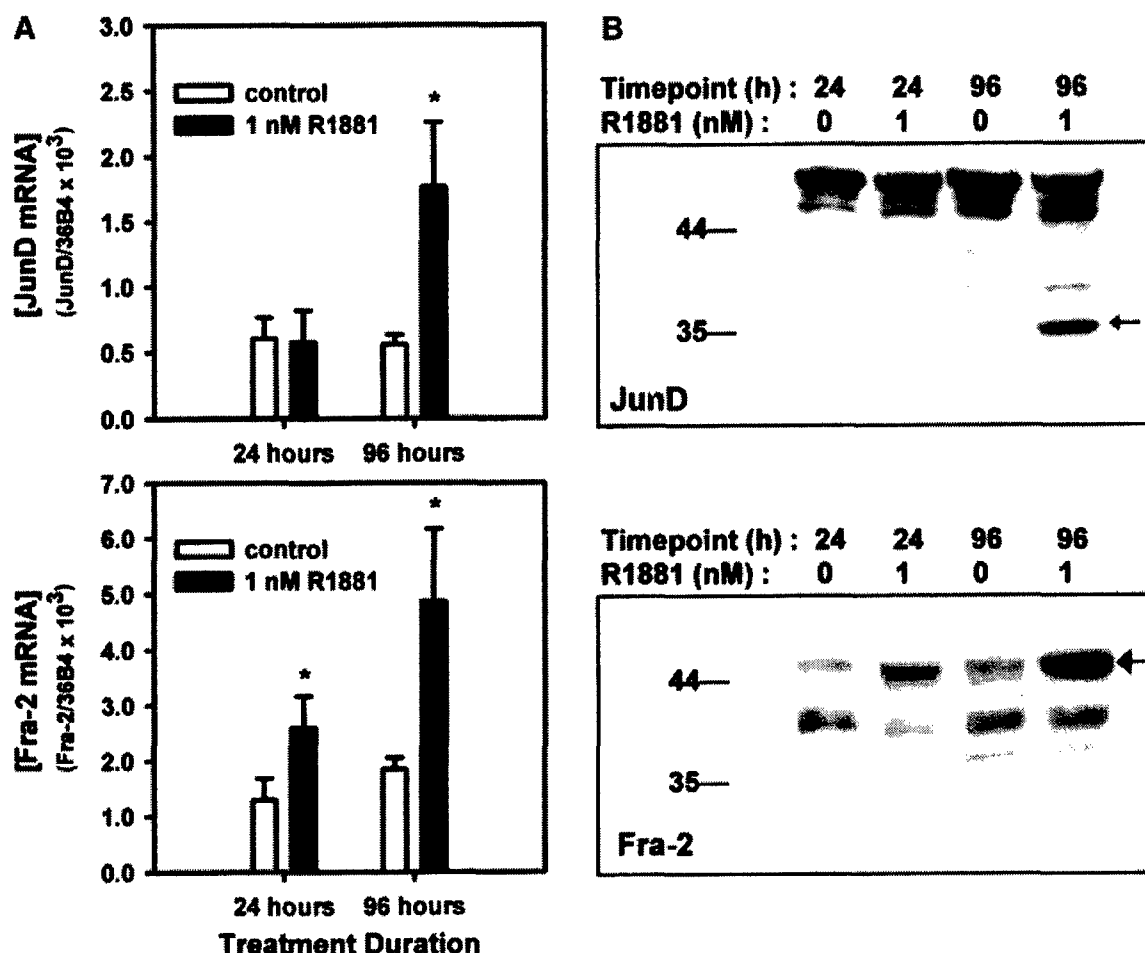 A
3.0
2.5
2.0
1.5
1.0
0.5
0.0
[JunD mRNA]
(JunD/36B4 x 10³)
control
1 nM R1881
*
24 hours 96 hours
7.0
6.0
5.0
4.0
3.0
2.0
1.0
0.0
[Fra-2 mRNA]
(Fra-2/36B4 x 10³)
control
1 nM R1881
*
*
24 hours 96 hours
Treatment Duration
B
Timepoint (h) : 24 24 96 96
R1881 (nM) : 0 1 0 1
44
35
JunD
Timepoint (h) : 24 24 96 96
R1881 (nM) : 0 1 0 1
44
35
Fra-2